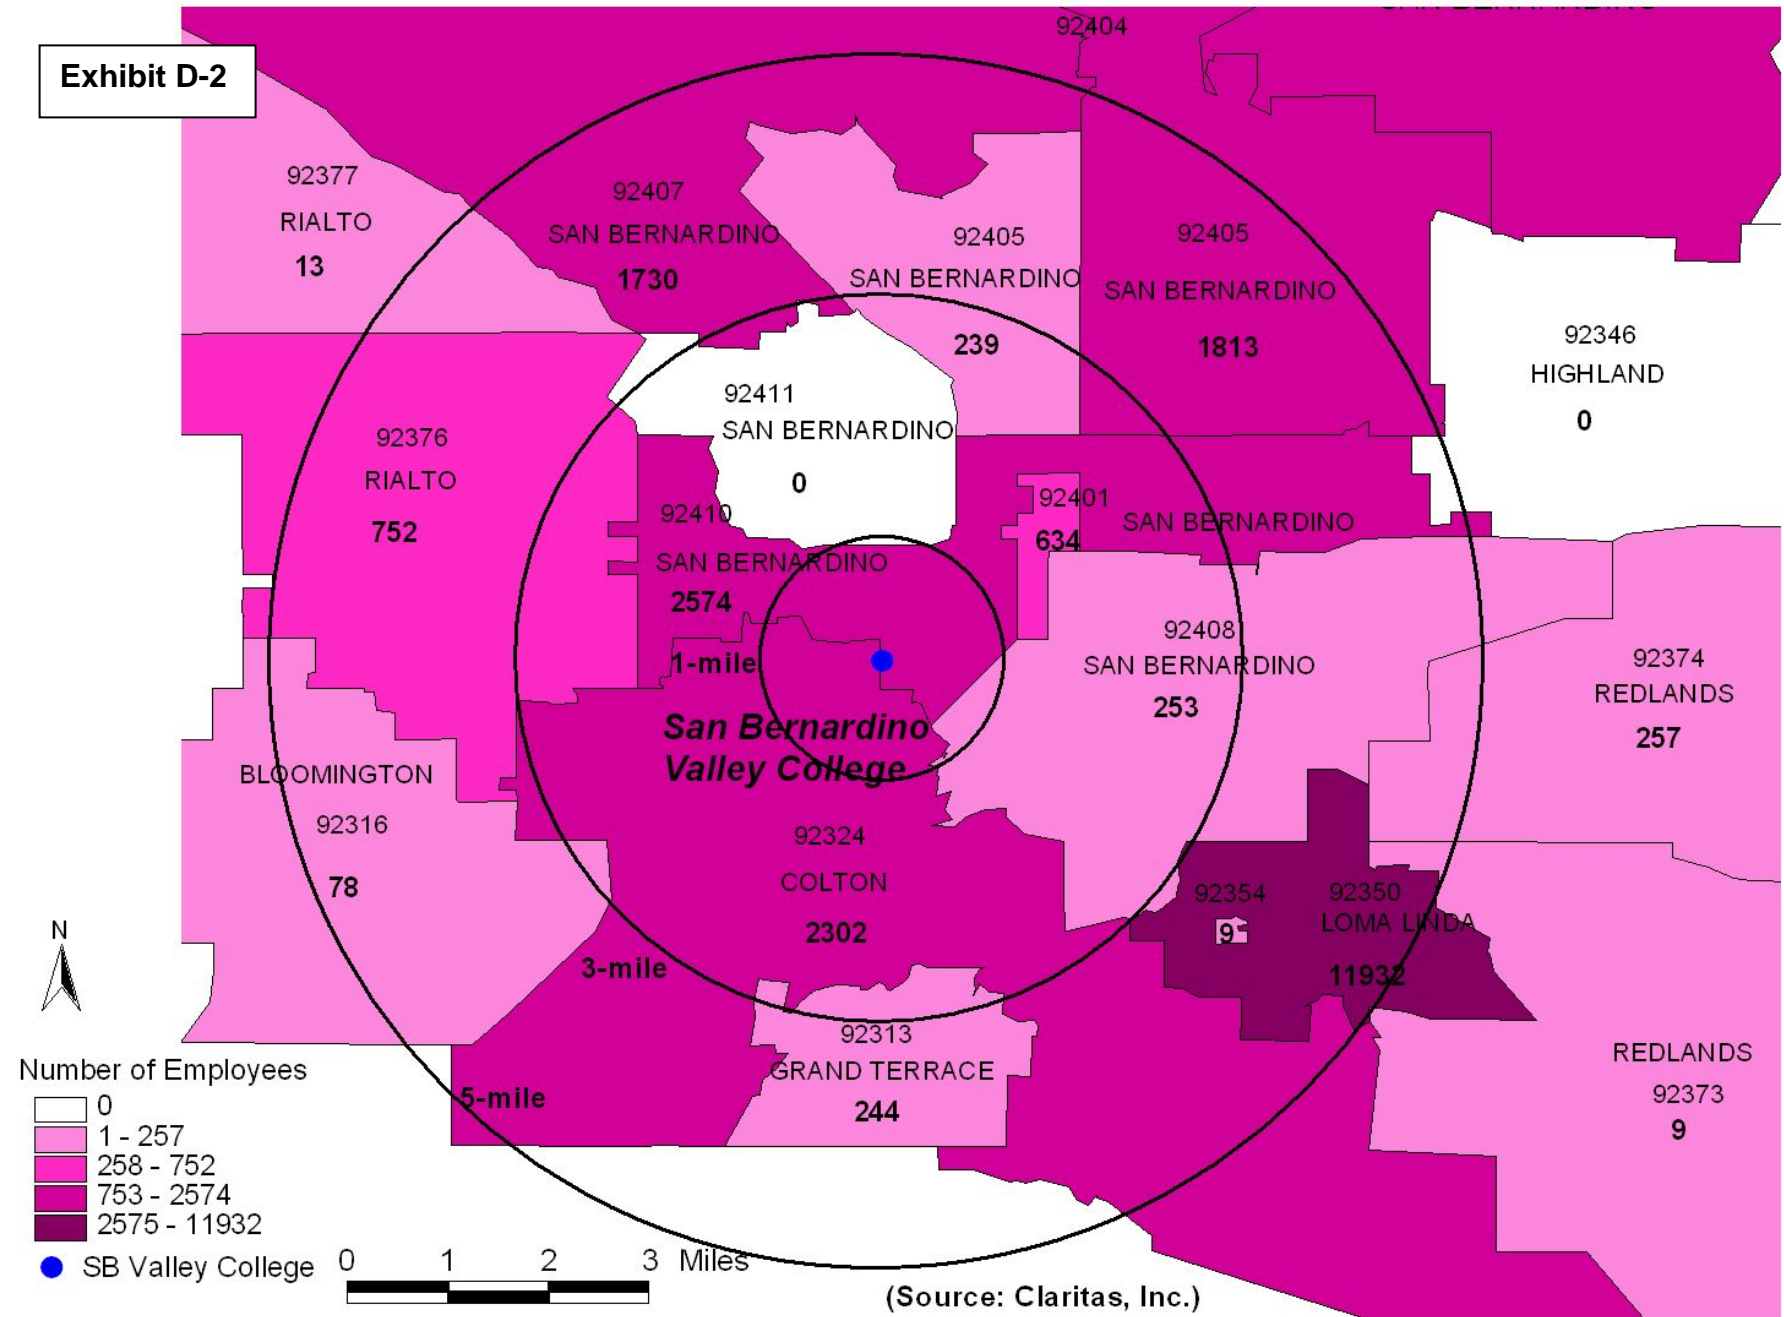 92404
Exhibit D-2
92377
RIALTO
13
92407
SAN BERNARDINO
1730
92405
SAN BERNARDINO
239
92405
SAN BERNARDINO
1813
92346
HIGHLAND
0
92411
SAN BERNARDINO
0
92376
RIALTO
752
92410
SAN BERNARDINO
2574
92401
634
SAN BERNARDINO
92408
SAN BERNARDINO
253
92374
REDLANDS
257
1-mile
San Bernardino
Valley College
BLOOMINGTON
92316
78
92324
COLTON
2302
92354
9
92350
LOMA LINDA
11932
3-mile
N
92313
GRAND TERRACE
244
REDLANDS
92373
9
5-mile
Number of Employees
0
1 - 257
258 - 752
753 - 2574
2575 - 11932
SB Valley College
0 1 2 3 Miles
(Source: Claritas, Inc.)